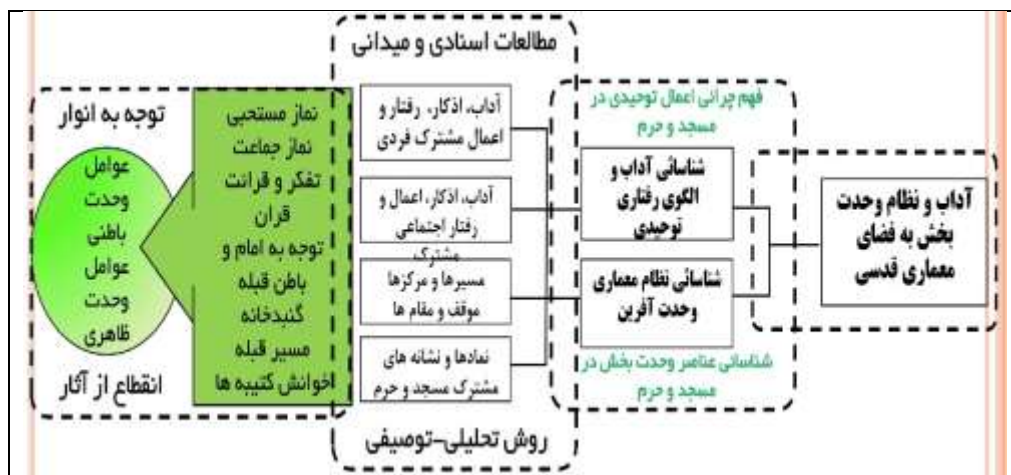 مطالعات اسنادی و میدانی
فهم چرائی اعمال توحیدی در
مسجد و حرم
آداب و نظام وحدت
بخش به فضای
معماری قدسی
شناسائی آداب و
الگوی رفتاری
توحیدی
شناسائی نظام معماری
وحدت آفرین
شناسائی عناصر وحدت بخش در
مسجد و حرم
آداب، اذکار، رفتار و
اعمال مشترک فردی
آداب، اذکار، اعمال و
رفتار اجتماعی
مشترک
مسیرها و مرکزها
موقف و مقام ها
نمادها و نشانه های
مشترک مسجد و حرم
روش تحلیلی-توصیفی
نماز مستحبی
نماز جماعت
تفکر و قرائت
قران
توجه به امام و
باطن قبله
گنبدخانه
مسیر قبله
اخوانش کتیبه ها
توجه به انوار
عوامل
وحدت
باطنی
عوامل
وحدت
ظاهری
انقطاع از آثار